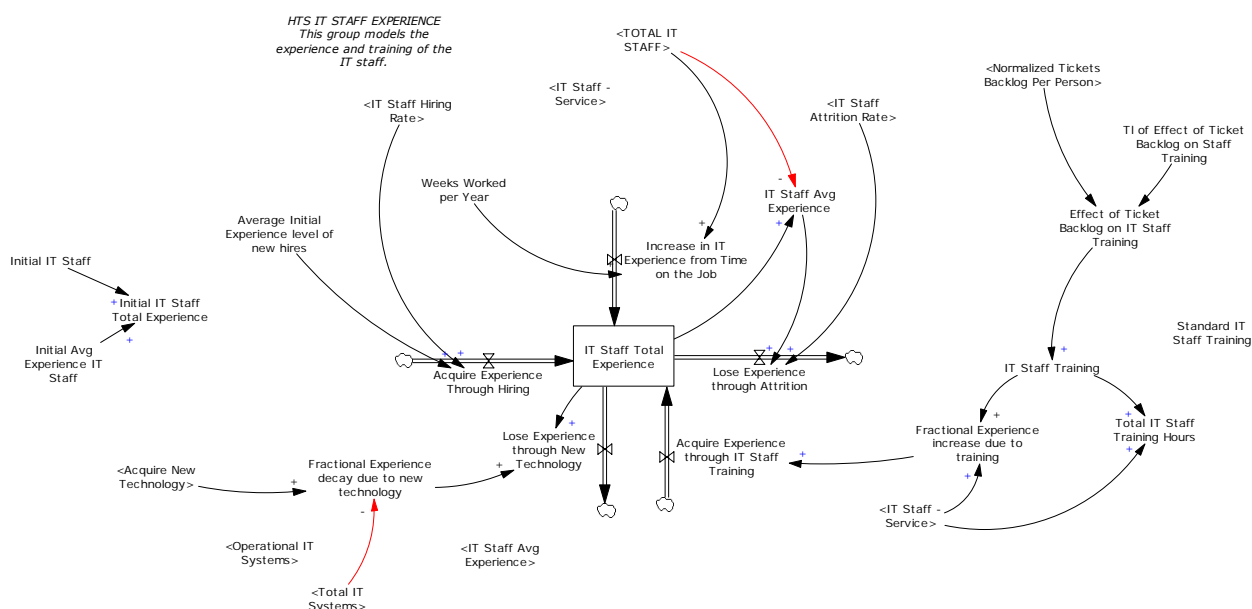 HTS IT STAFF EXPERIENCE
This group models the
experience and training of the
IT staff.
<TOTAL IT
STAFF>
<IT Staff -
Service>
<IT Staff Hiring
Rate>
<IT Staff
Attrition Rate>
<Normalized Tickets
Backlog Per Person>
TI of Effect of Ticket
Backlog on Staff
Training
Weeks Worked
per Year
-
IT Staff Avg
Experience
+
Average Initial
Experience level of
new hires
+
Increase in IT
Experience from Time
on the Job
Effect of Ticket
Backlog on IT Staff
Training
Initial IT Staff
+
Initial IT Staff
Total Experience
+
Initial Avg
Experience IT
Staff
IT Staff Total
Experience
+
+
Acquire Experience
Through Hiring
+
+
Lose Experience
through Attrition
Standard IT
Staff Training
+
IT Staff Training
+
Lose Experience
through New
Technology
+
Acquire Experience
through IT Staff
Training
+
+
Fractional Experience
increase due to
training
+
+
Total IT Staff
Training Hours
+
<Acquire New
Technology>
+
Fractional Experience
decay due to new
technology
-
<IT Staff -
Service>
<Operational IT
Systems>
<IT Staff Avg
Experience>
<Total IT
Systems>